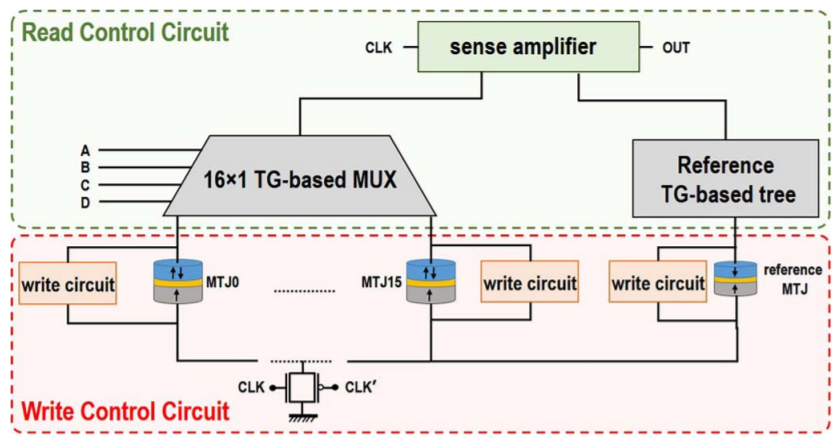 Read Control Circuit
CLK
sense amplifier
OUT
A
B
C
D
16×1 TG-based MUX
Reference
TG-based tree
write circuit
MTJ0
MTJ15
write circuit
write circuit
reference
MTJ
CLK
CLK′
Write Control Circuit